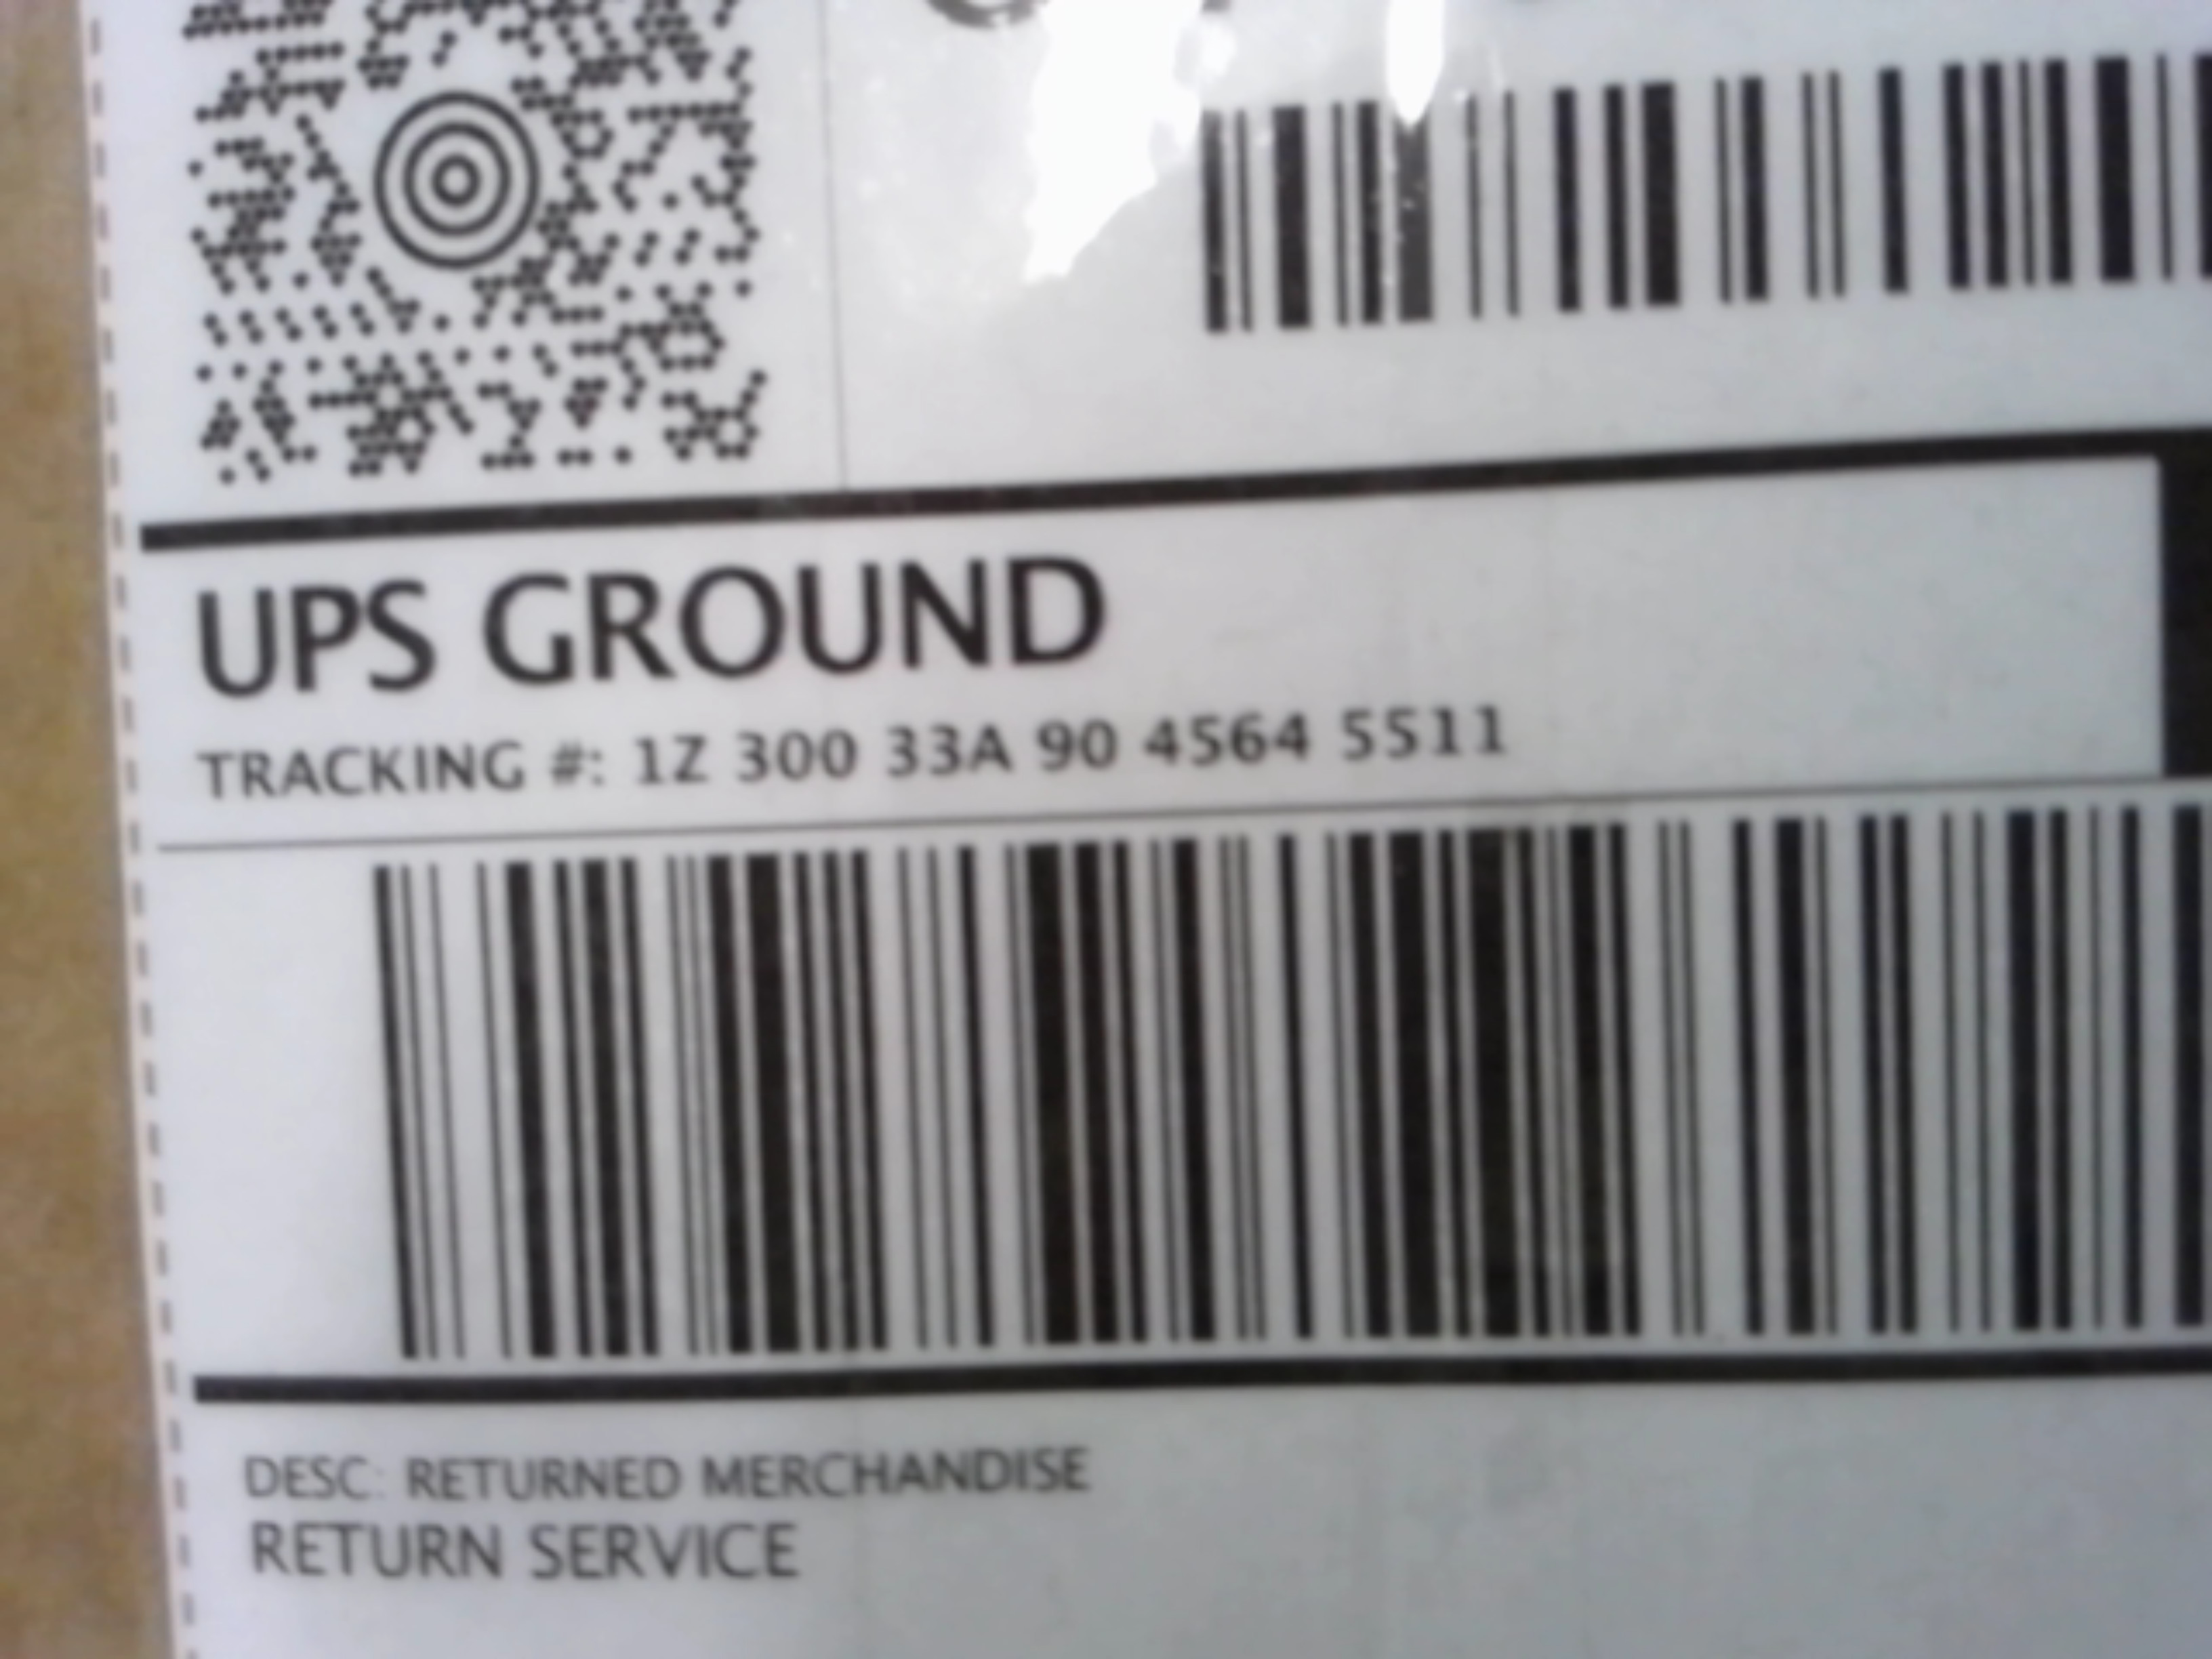 UPS GROUND
TRACKING #: 1Z 300 33A 90 4564 5511
DESC: RETURNED MERCHANDISE
RETURN SERVICE